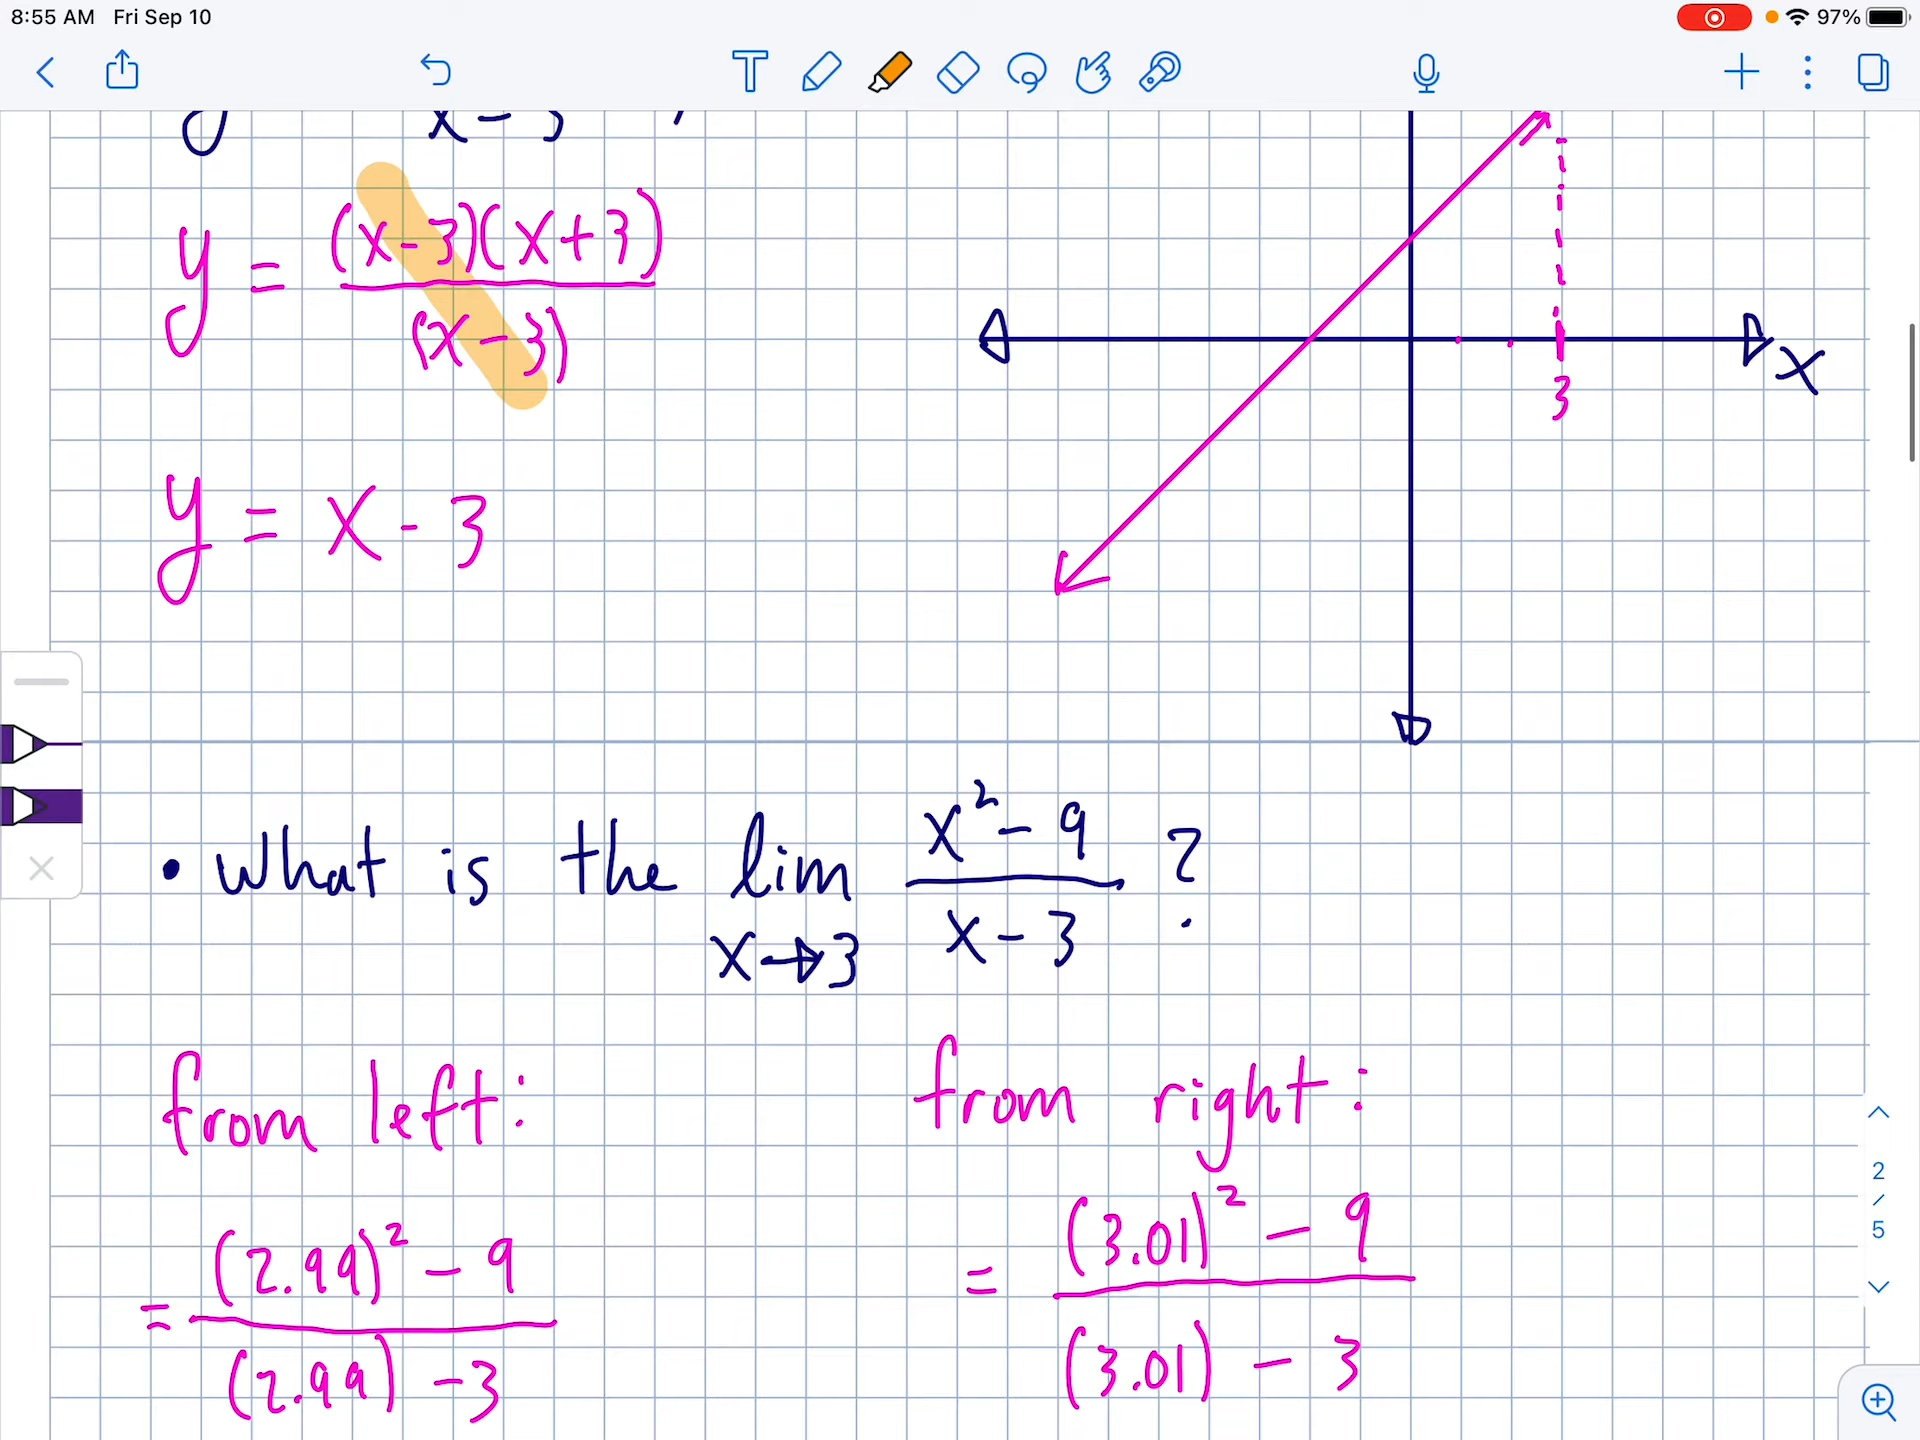 8:55 AM Fri Sep 10
97%
x - 3
y = (x-3)(x+3) / (x-3)
y = x - 3
x
3
• What is the lim x→3 x² - 9 / x - 3 ?
from left:
= (2.99)² - 9 / (2.99) - 3
from right:
= (3.01)² - 9 / (3.01) - 3
2
/
5